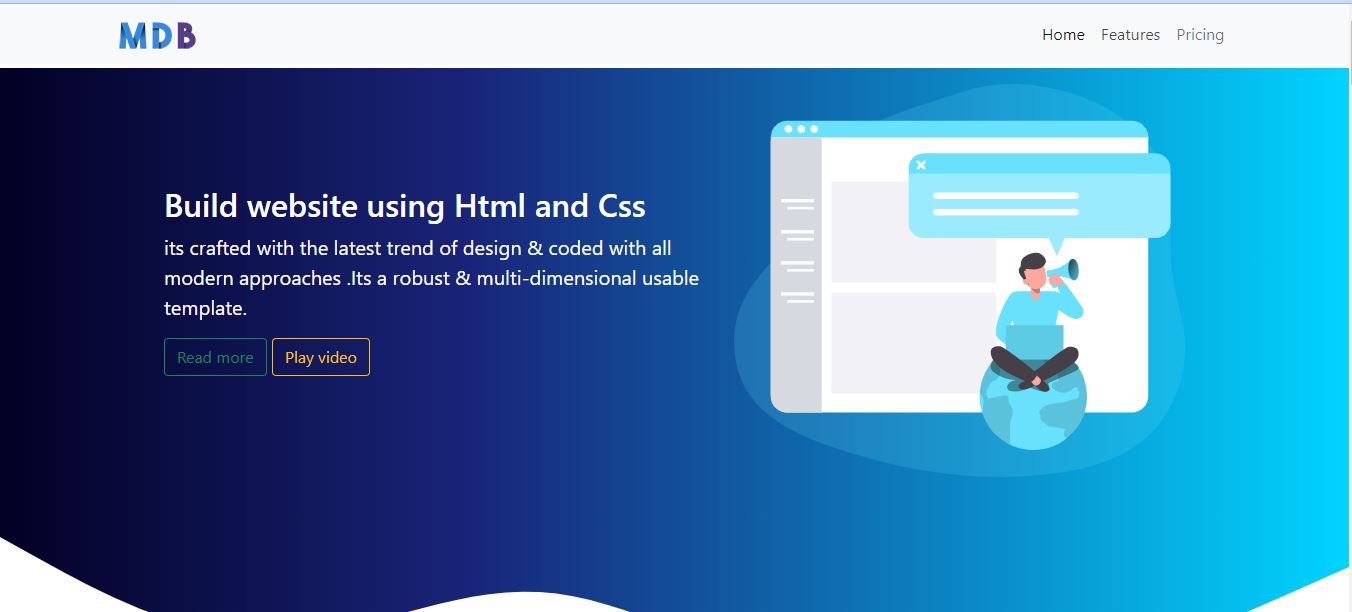 MDB
Home Features Pricing
Build website using Html and Css
its crafted with the latest trend of design & coded with all
modern approaches .Its a robust & multi-dimensional usable
template.
Read more Play video